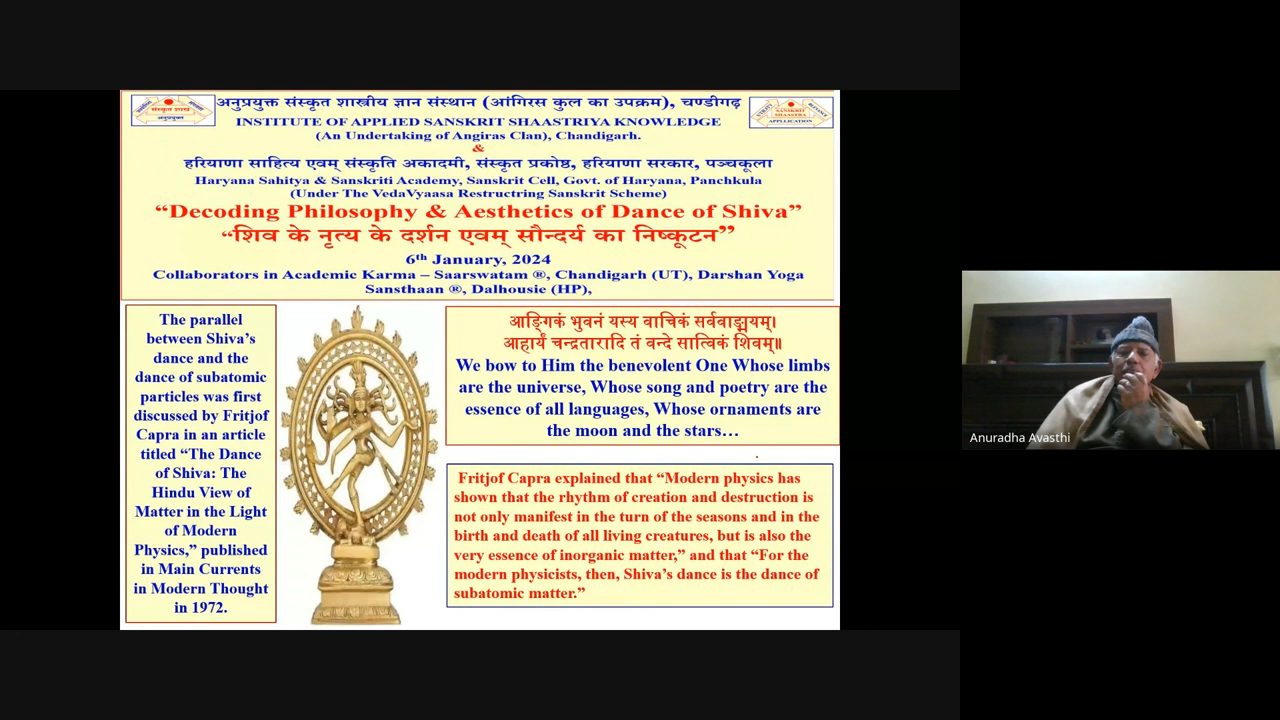 संस्कृत शास्त्र
अनुप्रयुक्त
अनुप्रयुक्त संस्कृत शास्त्रीय ज्ञान संस्थान (आंगिरस कुल का उपक्रम), चण्डीगढ़
SANSKRIT
SHAASTRA
APPLICATION
INSTITUTE OF APPLIED SANSKRIT SHAASTRIYA KNOWLEDGE
(An Undertaking of Angiras Clan), Chandigarh.
&
हरियाणा साहित्य एवम् संस्कृति अकादमी, संस्कृत प्रकोष्ठ, हरियाणा सरकार, पञ्चकूला
Haryana Sahitya & Sanskriti Academy, Sanskrit Cell, Govt. of Haryana, Panchkula
(Under The VedaVyaasa Restructring Sanskrit Scheme)
“Decoding Philosophy & Aesthetics of Dance of Shiva”
“शिव के नृत्य के दर्शन एवम् सौन्दर्य का निष्कूटन”
6th January, 2024
Collaborators in Academic Karma – Saarswatam ®, Chandigarh (UT), Darshan Yoga
Sansthaan ®, Dalhousie (HP),
The parallel
between Shiva’s
dance and the
dance of subatomic
particles was first
discussed by Fritjof
Capra in an article
titled “The Dance
of Shiva: The
Hindu View of
Matter in the Light
of Modern
Physics,” published
in Main Currents
in Modern Thought
in 1972.
आङ्गिकं भुवनं यस्य वाचिकं सर्ववाङ्मयम्।
आहार्यं चन्द्रतारादि तं वन्दे सात्विकं शिवम्॥
We bow to Him the benevolent One Whose limbs
are the universe, Whose song and poetry are the
essence of all languages, Whose ornaments are
the moon and the stars…
Fritjof Capra explained that “Modern physics has
shown that the rhythm of creation and destruction is
not only manifest in the turn of the seasons and in the
birth and death of all living creatures, but is also the
very essence of inorganic matter,” and that “For the
modern physicists, then, Shiva’s dance is the dance of
subatomic matter.”
Anuradha Avasthi